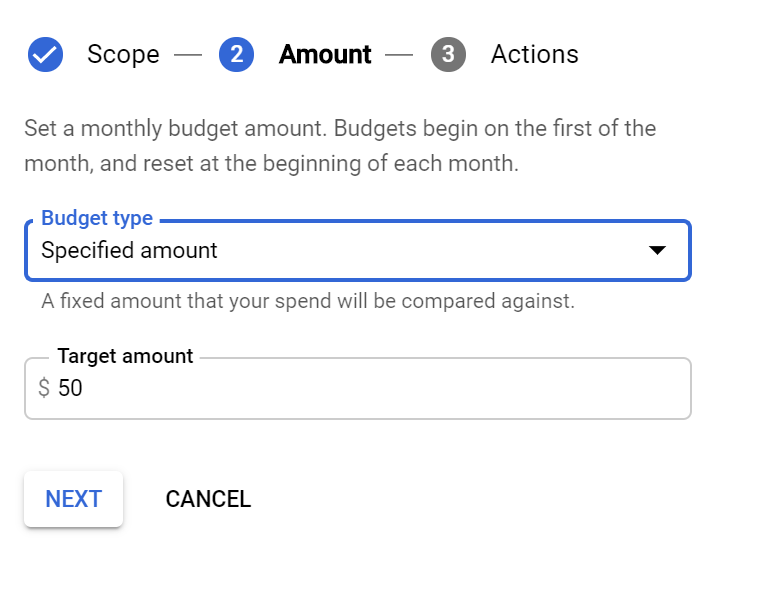 Scope 2 Amount 3 Actions
Set a monthly budget amount. Budgets begin on the first of the
month, and reset at the beginning of each month.
Budget type
Specified amount
A fixed amount that your spend will be compared against.
Target amount
$ 50
NEXT CANCEL